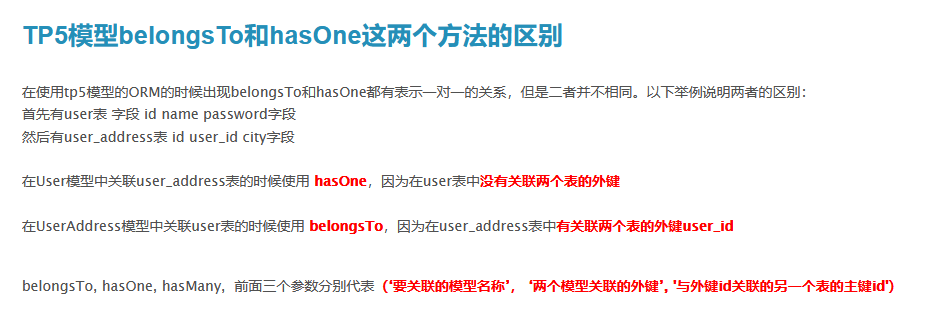 TP5模型belongsTo和hasOne这两个方法的区别
在使用tp5模型的ORM的时候出现belongsTo和hasOne都有表示一对一的关系，但是二者并不相同。以下举例说明两者的区别：
首先有user表 字段 id name password字段
然后有user_address表 id user_id city字段
在User模型中关联user_address表的时候使用 hasOne，因为在user表中没有关联两个表的外键
在UserAddress模型中关联user表的时候使用 belongsTo，因为在user_address表中有关联两个表的外键user_id
belongsTo, hasOne, hasMany，前面三个参数分别代表（‘要关联的模型名称’， ‘两个模型关联的外键’, '与外键id关联的另一个表的主键id'）